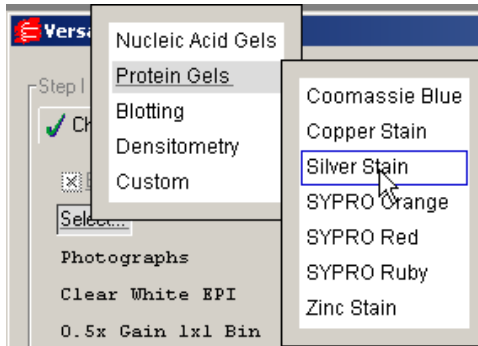 Versa
Step I
Ch
Select...
Photographs
Clear White EPI
0.5x Gain 1x1 Bin
Nucleic Acid Gels
Protein Gels
Blotting
Densitometry
Custom
Coomassie Blue
Copper Stain
Silver Stain
SYPRO Orange
SYPRO Red
SYPRO Ruby
Zinc Stain